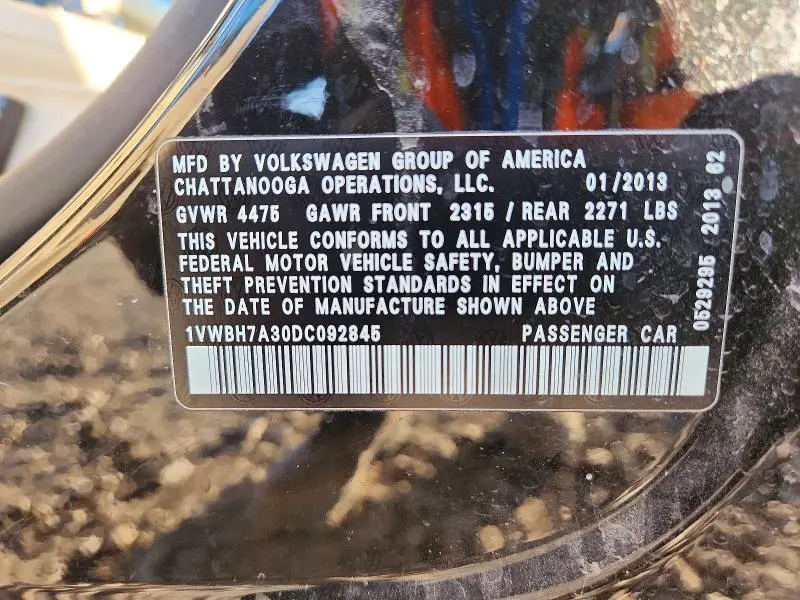 MFD BY VOLKSWAGEN GROUP OF AMERICA
CHATTANOOGA OPERATIONS, LLC. 01/2013
GVWR 4475 GAWR FRONT 2315 / REAR 2271 LBS
THIS VEHICLE CONFORMS TO ALL APPLICABLE U.S.
FEDERAL MOTOR VEHICLE SAFETY, BUMPER AND
THEFT PREVENTION STANDARDS IN EFFECT ON
THE DATE OF MANUFACTURE SHOWN ABOVE
1VWBH7A30DC092845 PASSENGER CAR
0529295 2013 62